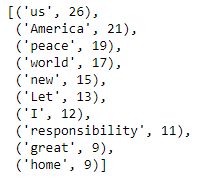 [('us', 26),
('America', 21),
('peace', 19),
('world', 17),
('new', 15),
('Let', 13),
('I', 12),
('responsibility', 11),
('great', 9),
('home', 9)]